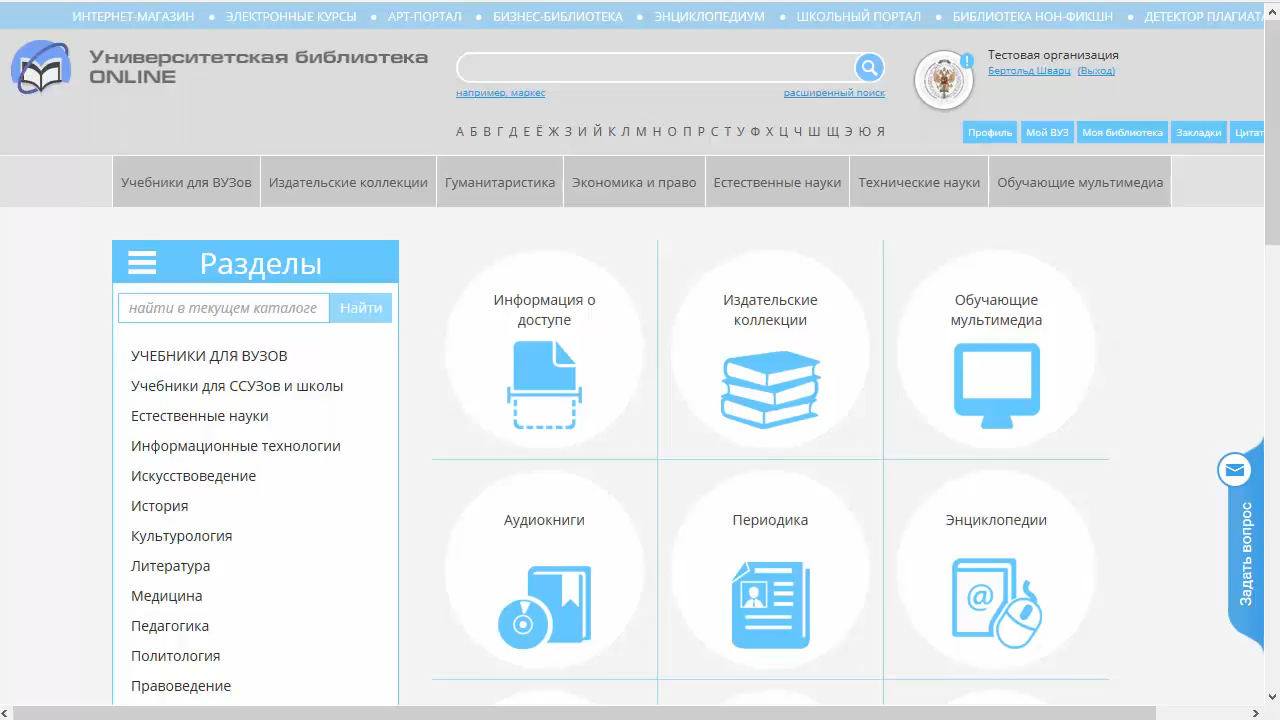 ИНТЕРНЕТ-МАГАЗИН • ЭЛЕКТРОННЫЕ КУРСЫ • АРТ-ПОРТАЛ • БИЗНЕС-БИБЛИОТЕКА • ЭНЦИКЛОПЕДИУМ • ШКОЛЬНЫЙ ПОРТАЛ • БИБЛИОТЕКА НОН-ФИКШН • ДЕТЕКТОР ПЛАГИАТА
Университетская библиотека
ONLINE
например, маркес
расширенный поиск
А Б В Г Д Е Ё Ж З И Й К Л М Н О П Р С Т У Ф Х Ц Ч Ш Щ Э Ю Я
!
Тестовая организация
Бертольд Шварц (Выход)
Профиль Мой ВУЗ Моя библиотека Закладки Цитат
Учебники для ВУЗов Издательские коллекции Гуманитаристика Экономика и право Естественные науки Технические науки Обучающие мультимедиа
Разделы
найти в текущем каталоге Найти
УЧЕБНИКИ ДЛЯ ВУЗОВ
Учебники для ССУЗов и школы
Естественные науки
Информационные технологии
Искусствоведение
История
Культурология
Литература
Медицина
Педагогика
Политология
Правоведение
Информация о
доступе
Издательские
коллекции
Обучающие
мультимедиа
Аудиокниги
Периодика
Энциклопедии
@
Задать вопрос